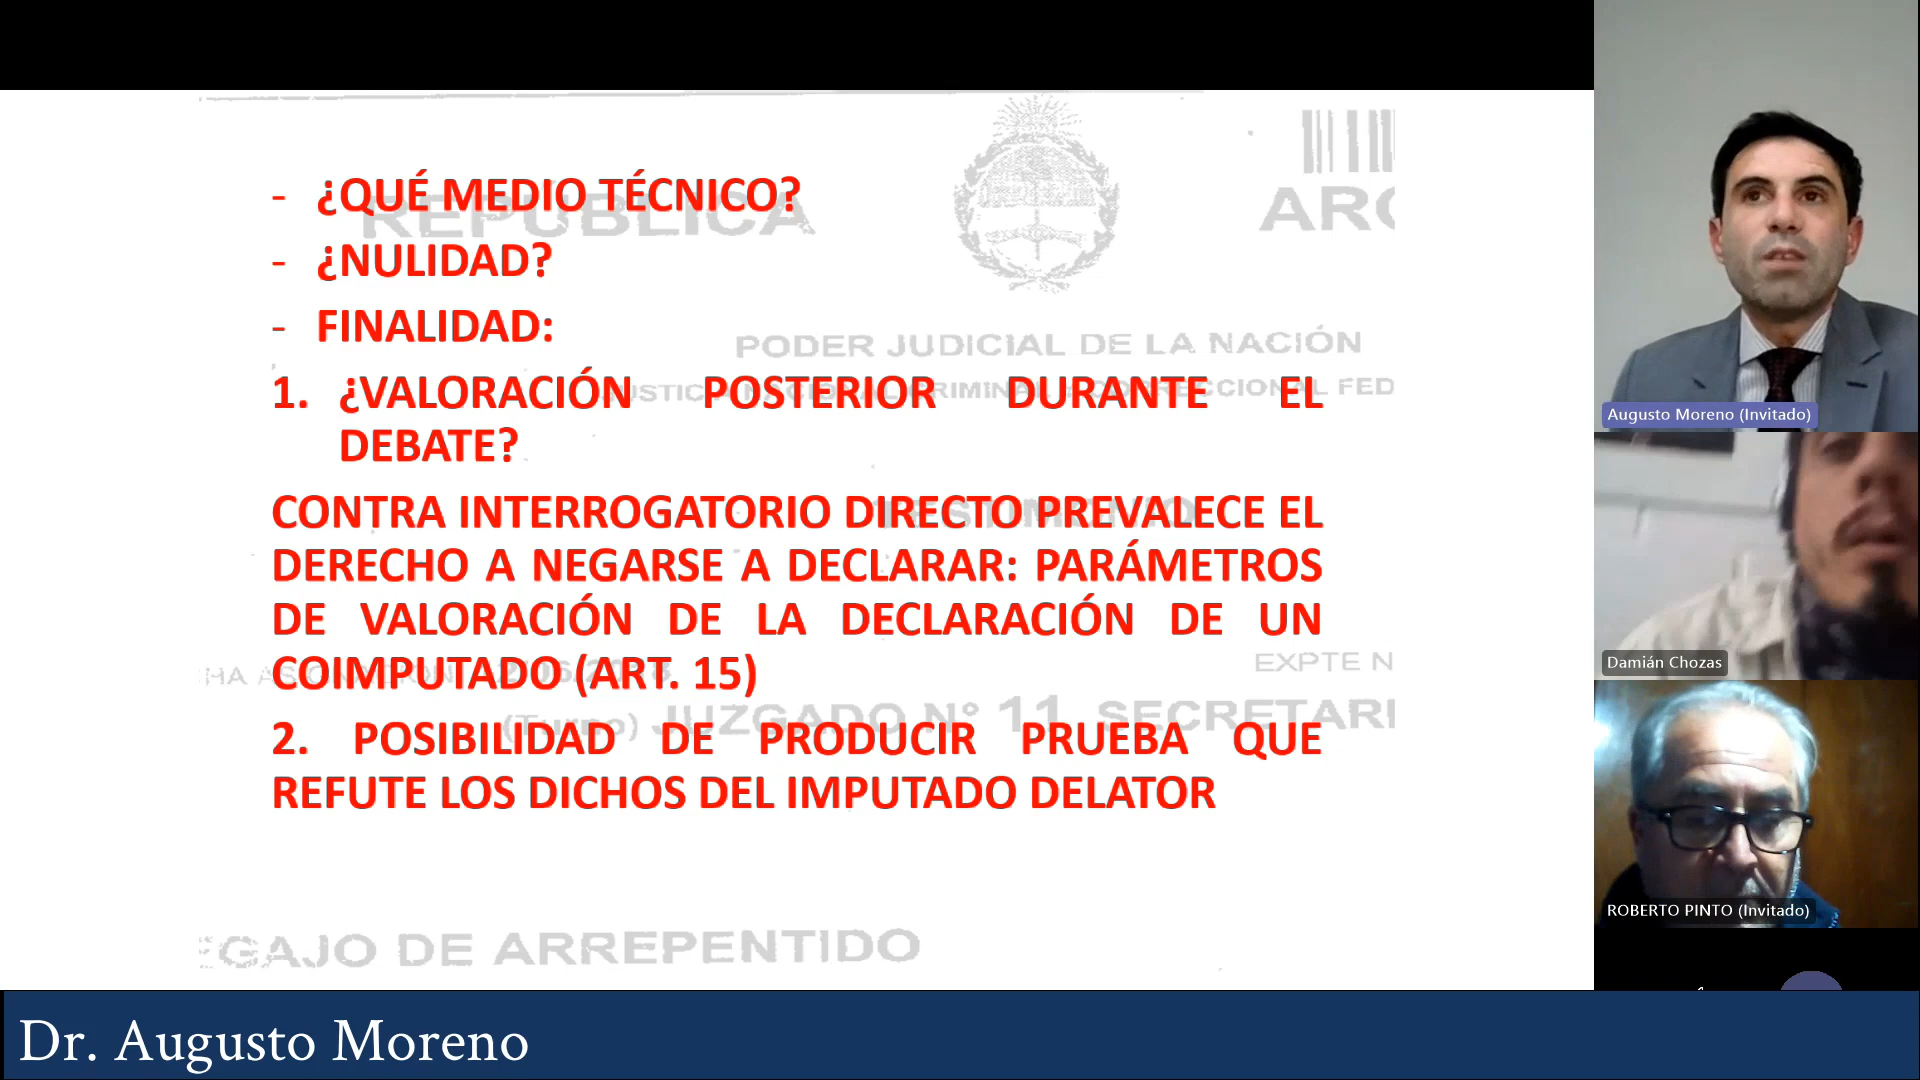 - ¿QUÉ MEDIO TÉCNICO?
- ¿NULIDAD?
- FINALIDAD:
1. ¿VALORACIÓN POSTERIOR DURANTE EL
DEBATE?
CONTRA INTERROGATORIO DIRECTO PREVALECE EL
DERECHO A NEGARSE A DECLARAR: PARÁMETROS
DE VALORACIÓN DE LA DECLARACIÓN DE UN
COIMPUTADO (ART. 15)
2. POSIBILIDAD DE PRODUCIR PRUEBA QUE
REFUTE LOS DICHOS DEL IMPUTADO DELATOR
REPUBLICA
PODER JUDICIAL DE LA NACIÓN
EXPTE N
(Turno) JUZGADO Nº 11 SECRETARI
EGAJO DE ARREPENTIDO
Augusto Moreno (Invitado)
Damián Chozas
ROBERTO PINTO (Invitado)
Dr. Augusto Moreno